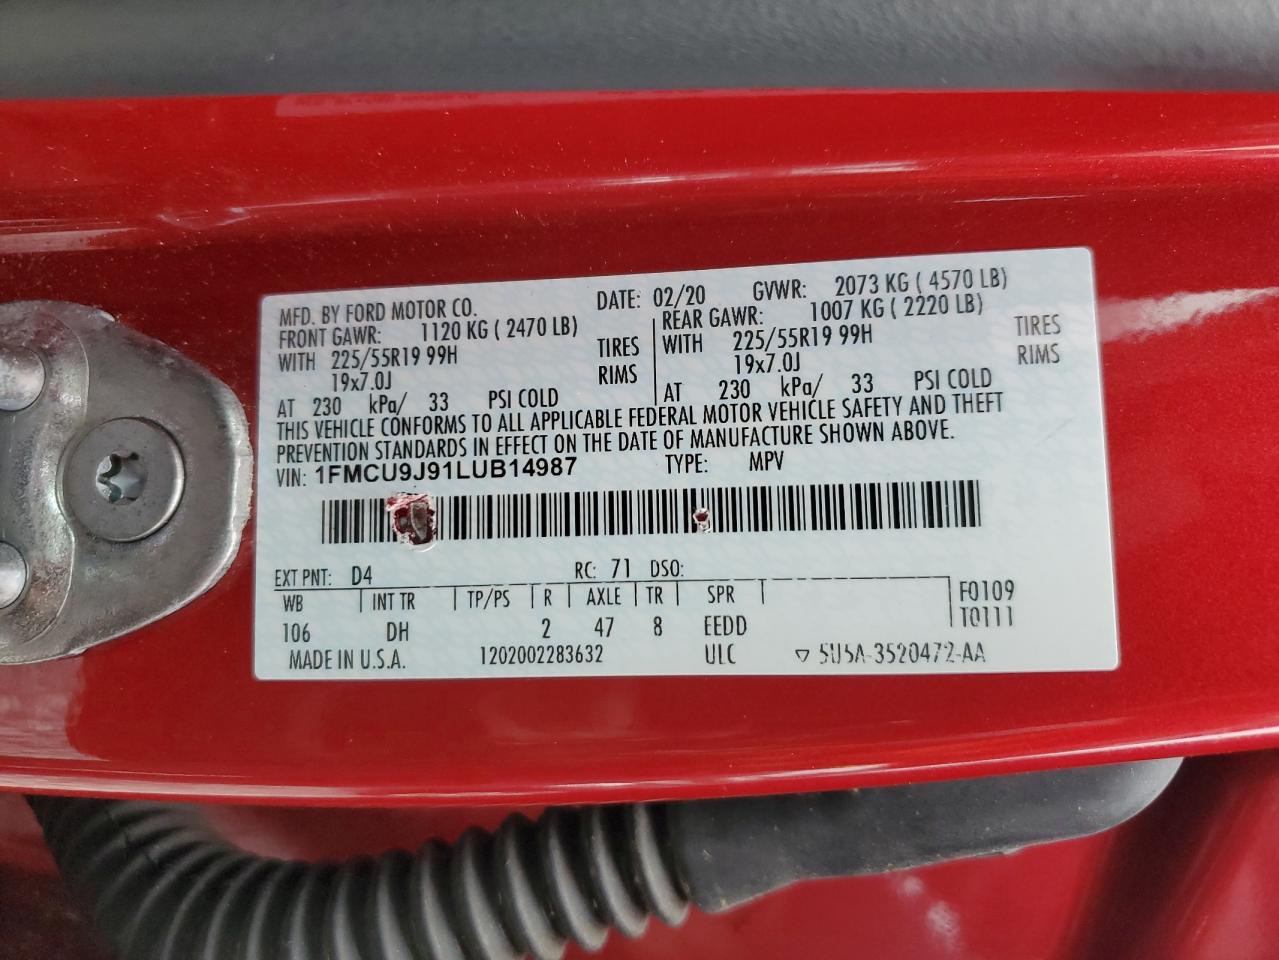 MFD. BY FORD MOTOR CO. DATE: 02/20 GVWR: 2073 KG ( 4570 LB)
FRONT GAWR: 1120 KG ( 2470 LB) REAR GAWR: 1007 KG ( 2220 LB)
WITH 225/55R19 99H TIRES WITH 225/55R19 99H TIRES
19x7.0J RIMS 19x7.0J RIMS
AT 230 kPa/ 33 PSI COLD AT 230 kPa/ 33 PSI COLD
THIS VEHICLE CONFORMS TO ALL APPLICABLE FEDERAL MOTOR VEHICLE SAFETY AND THEFT
PREVENTION STANDARDS IN EFFECT ON THE DATE OF MANUFACTURE SHOWN ABOVE.
VIN: 1FMCU9J91LUB14987 TYPE: MPV
EXT PNT: D4 RC: 71 DSO:
WB INT TR TP/PS R AXLE TR SPR F0109
106 DH 2 47 8 EEDD T0111
MADE IN U.S.A. 1202002283632 ULC ▽ 5U5A-3520472-AA